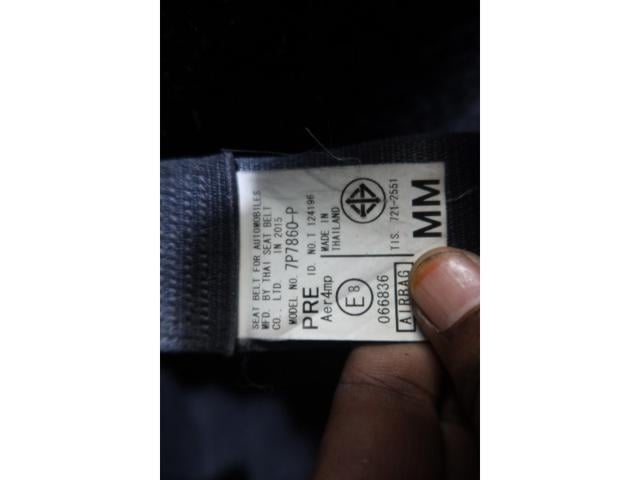 SEAT BELT FOR AUTOMOBILES
MFD. BY THAI SEAT BELT
CO., LTD. IN 2015
MODEL NO. 7P7860-P
PRE ID. NO. T 124196
Aer4mp
MADE IN
THAILAND
E8
066836 TIS. 721-2551
AIRBAG MM